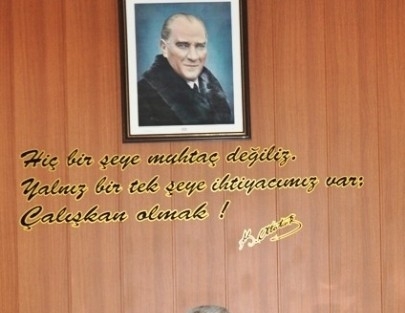 Hiç bir şeye muhtaç değiliz.
Yalnız bir tek şeye ihtiyacımız var;
Çalışkan olmak !